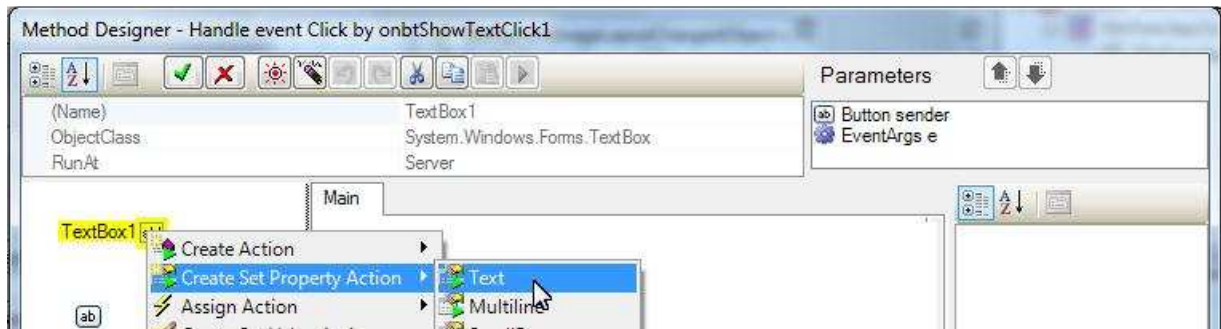 Method Designer - Handle event Click by onbtShowTextClick1
Parameters
(Name) TextBox1
ObjectClass System.Windows.Forms.TextBox
RunAt Server
Button sender
EventArgs e
Main
TextBox1
Create Action
Create Set Property Action
Text
Assign Action
Multiline
ab